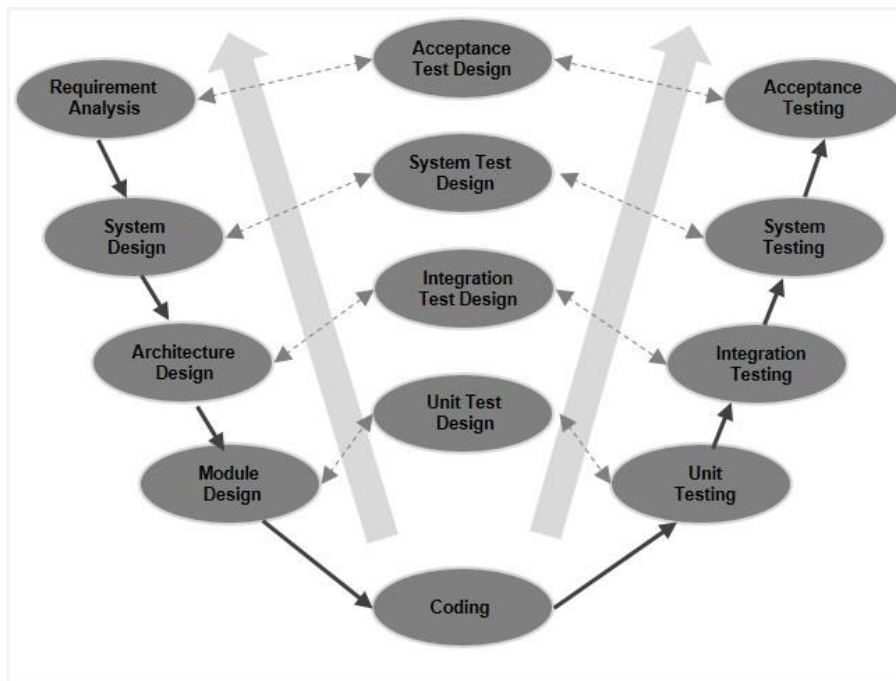 Acceptance
Test Design
Requirement
Analysis
Acceptance
Testing
System Test
Design
System
Design
System
Testing
Integration
Test Design
Architecture
Design
Integration
Testing
Unit Test
Design
Module
Design
Unit
Testing
Coding